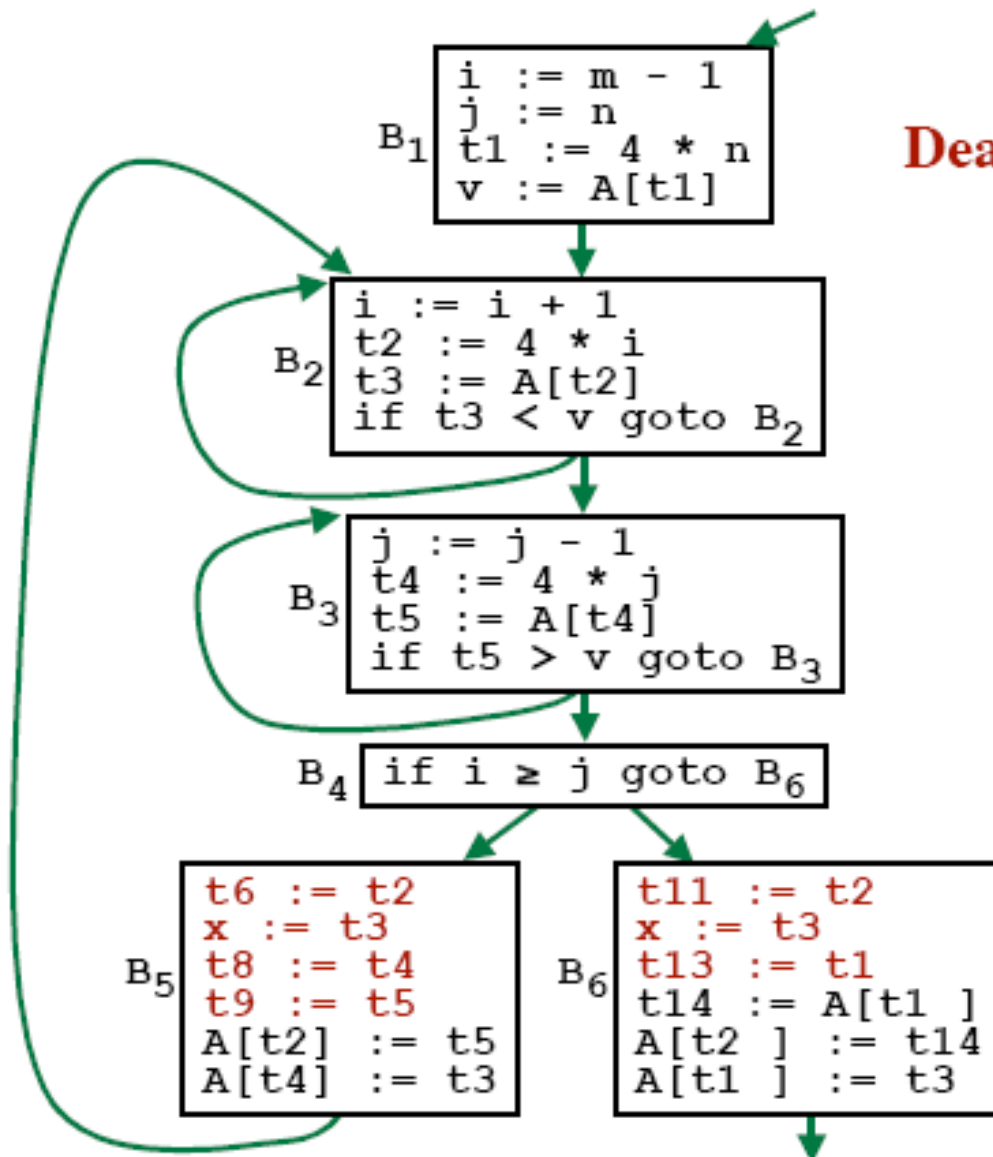 i := m - 1
j := n
B₁
t1 := 4 * n
v := A[t1]
Dea
i := i + 1
t2 := 4 * i
B₂
t3 := A[t2]
if t3 < v goto B₂
j := j - 1
t4 := 4 * j
B₃
t5 := A[t4]
if t5 > v goto B₃
B₄
if i ≥ j goto B₆
t6 := t2
x := t3
t8 := t4
B₅
t9 := t5
A[t2] := t5
A[t4] := t3
t11 := t2
x := t3
t13 := t1
B₆
t14 := A[t1 ]
A[t2 ] := t14
A[t1 ] := t3